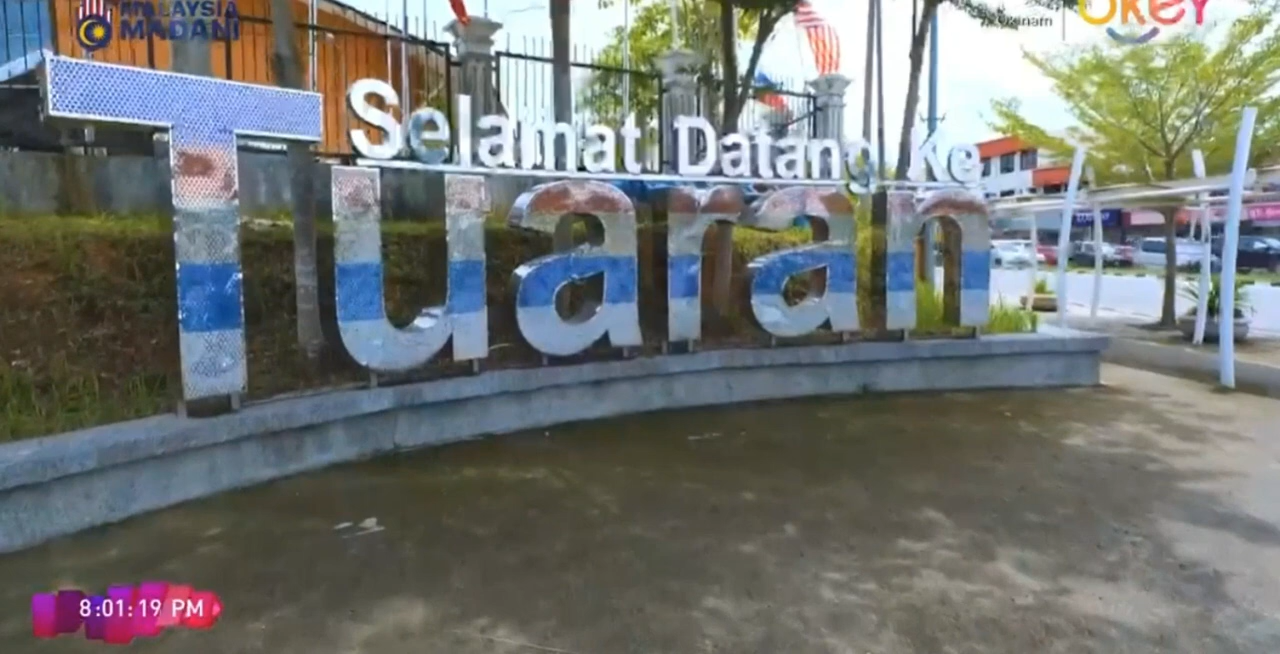 MALAYSIA
MADANI
OKEY
Selamat Datang Ke
Tuaran
8:01:19 PM